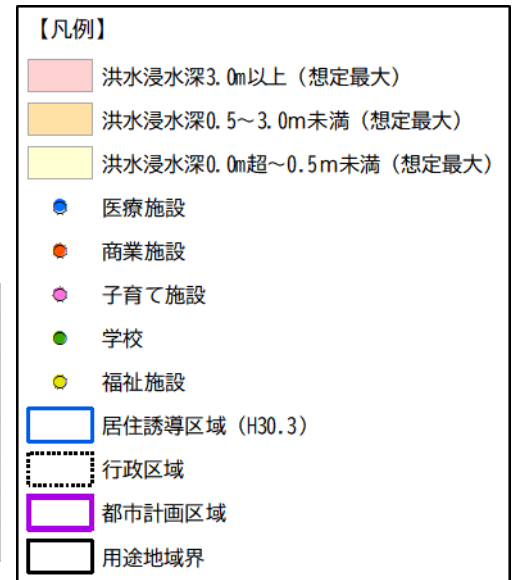 【凡例】
洪水浸水深3.0m以上（想定最大）
洪水浸水深0.5～3.0ｍ未満（想定最大）
洪水浸水深0.0m超～0.5ｍ未満（想定最大）
医療施設
商業施設
子育て施設
学校
福祉施設
居住誘導区域（H30.3）
行政区域
都市計画区域
用途地域界